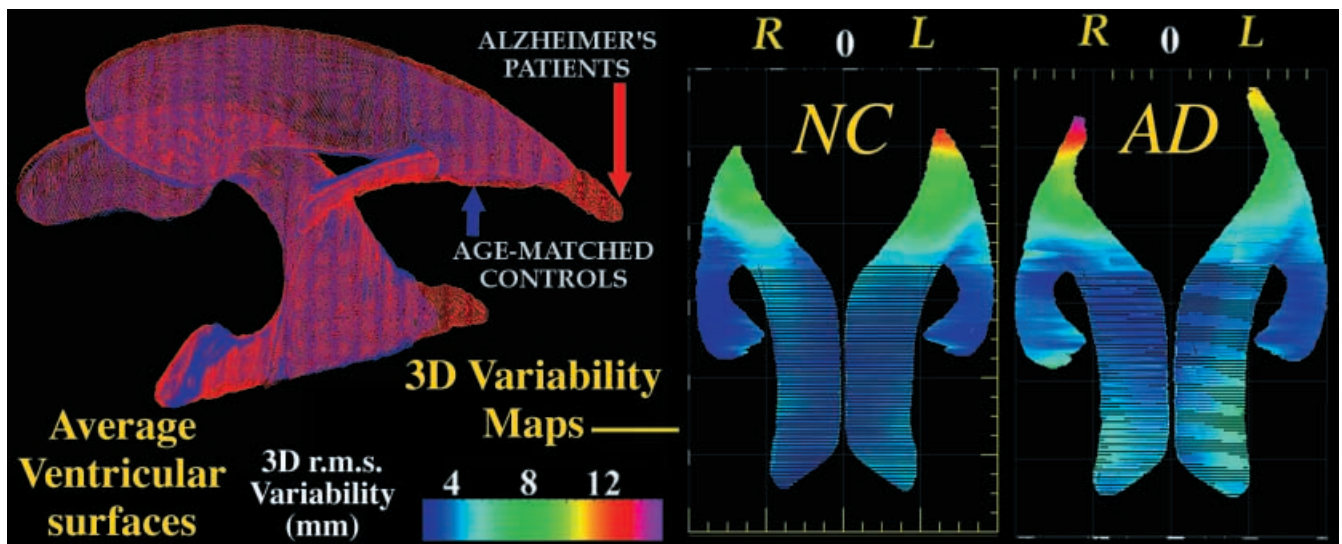 ALZHEIMER'S
PATIENTS
AGE-MATCHED
CONTROLS
Average
Ventricular
surfaces
3D Variability
Maps
3D r.m.s.
Variability
(mm)
4 8 12
R 0 L
NC
R 0 L
AD